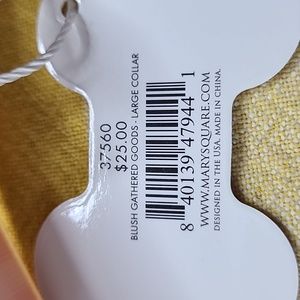 37560
$25.00
BLUSH GATHERED GOODS - LARGE COLLAR
8 40139 47944 1
WWW.MARYSQUARE.COM
DESIGNED IN THE USA. MADE IN CHINA.